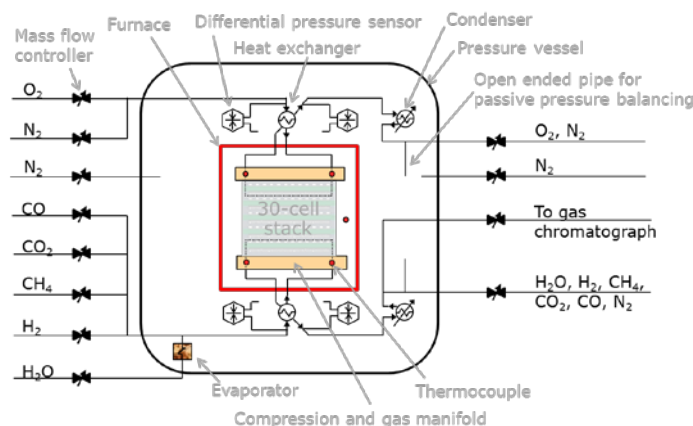 Differential pressure sensor
Condenser
Mass flow
controller
Furnace
Heat exchanger
Pressure vessel
Open ended pipe for
passive pressure balancing
O₂
N₂
N₂
CO
CO₂
CH₄
H₂
H₂O
30-cell
stack
O₂, N₂
N₂
To gas
chromatograph
H₂O, H₂, CH₄,
CO₂, CO, N₂
Evaporator
Thermocouple
Compression and gas manifold